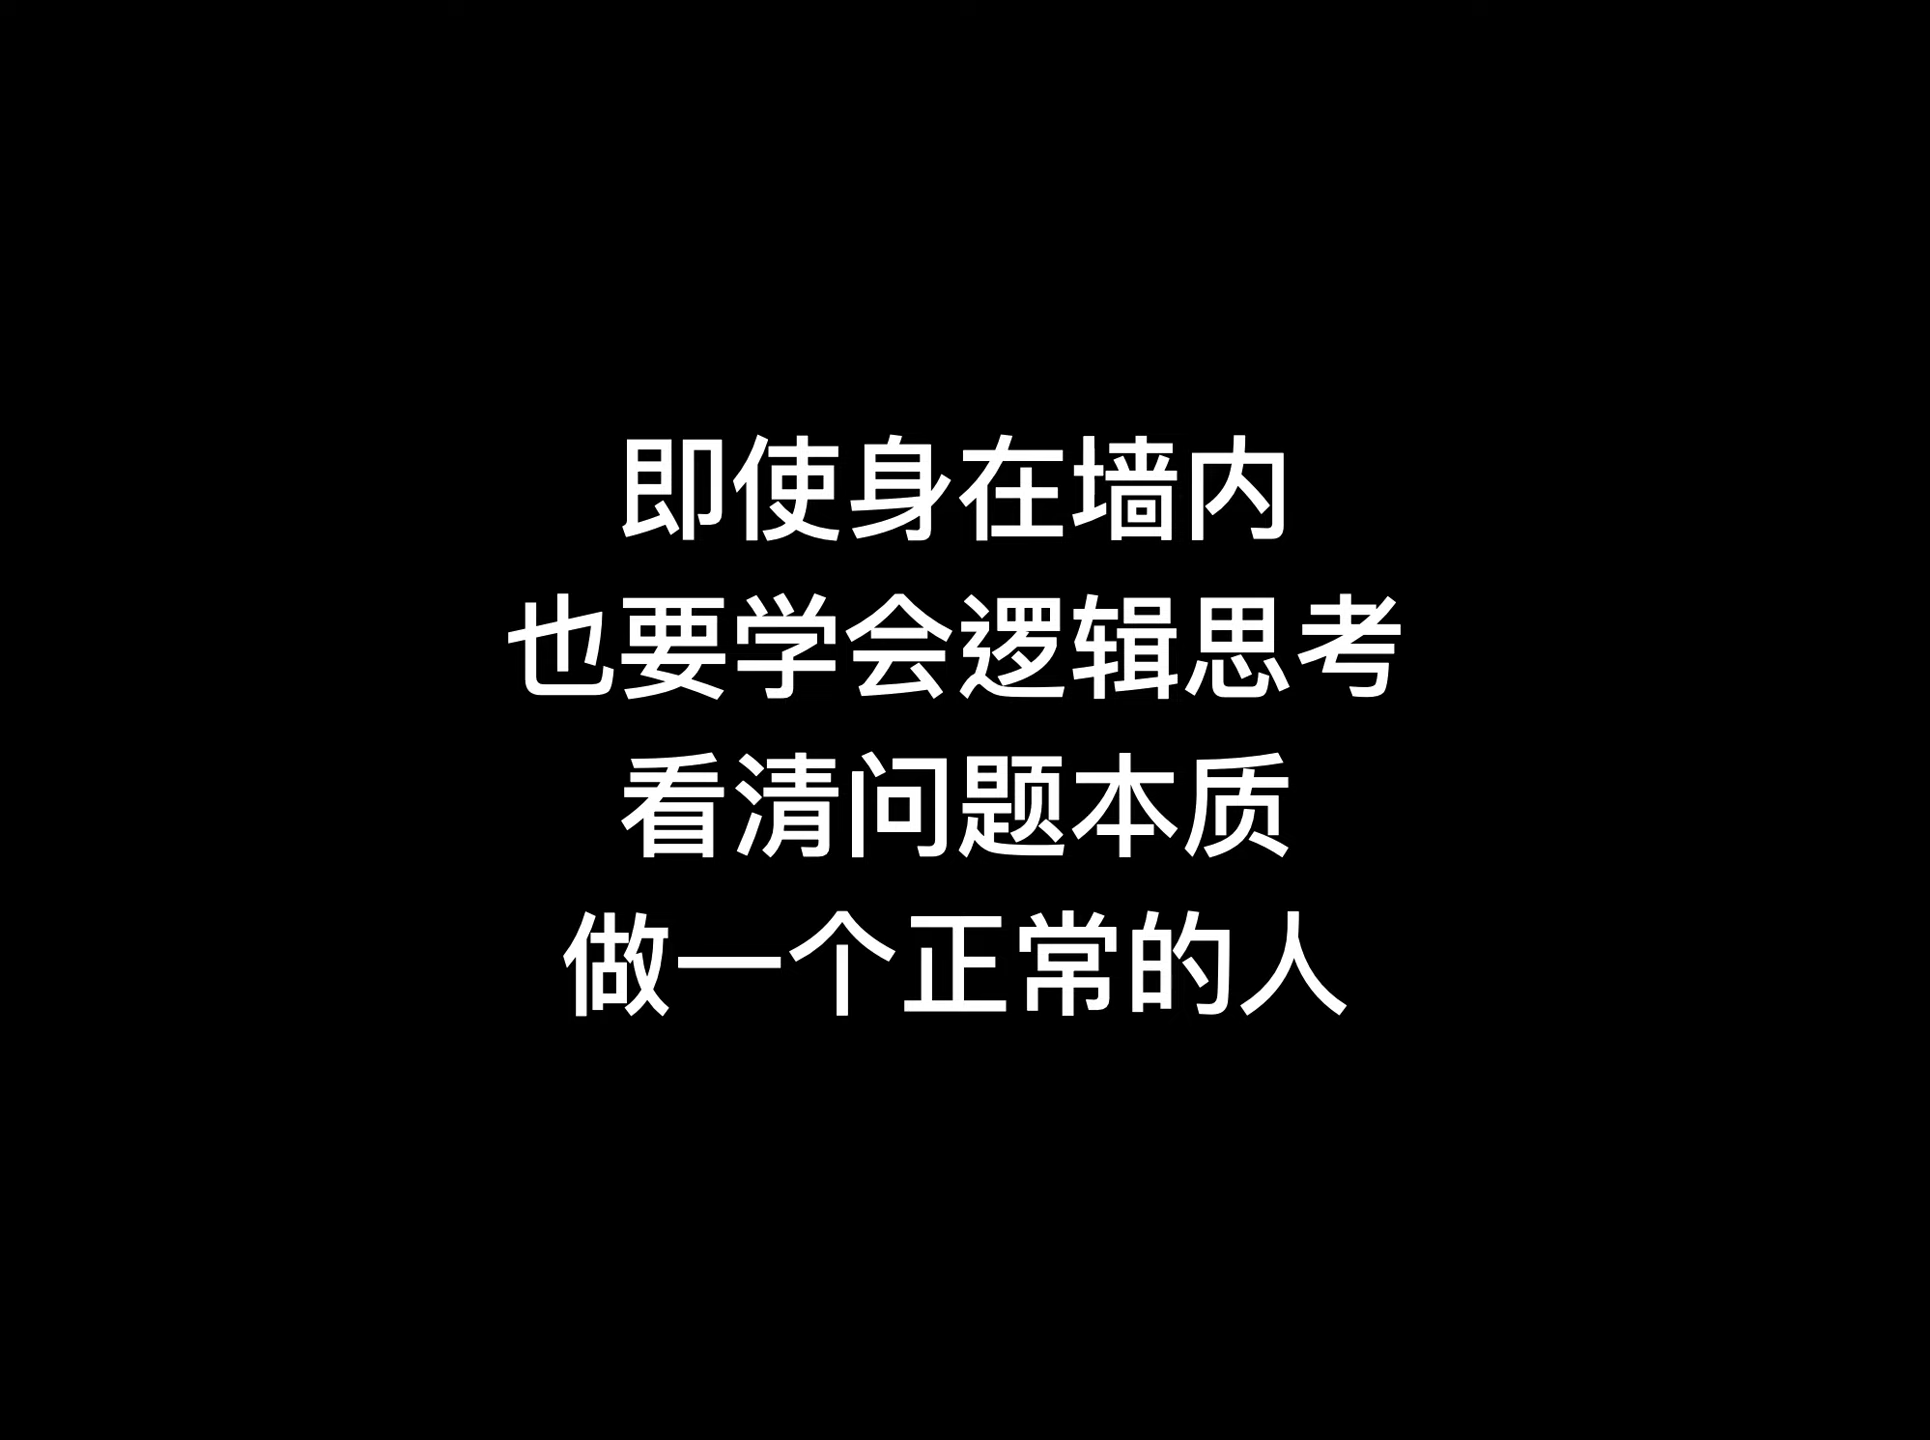 即使身在墙内
也要学会逻辑思考
看清问题本质
做一个正常的人